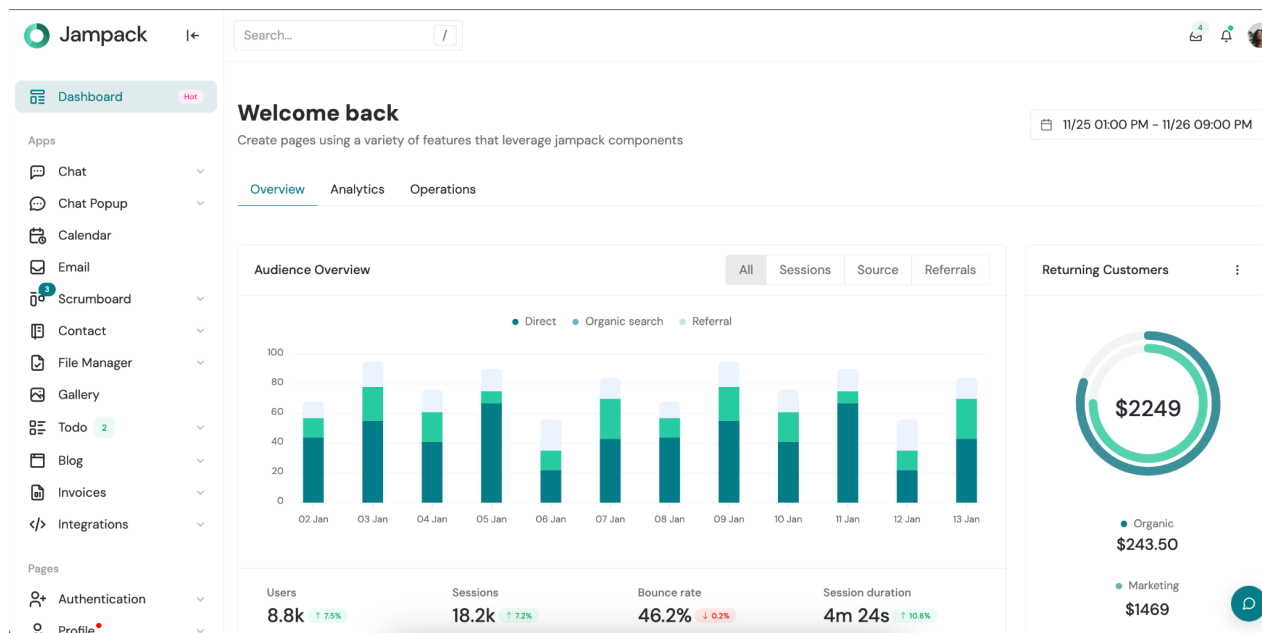 Jampack
Search...
/
4
Dashboard
Hot
Apps
Chat
Chat Popup
Calendar
Email
3
Scrumboard
Contact
File Manager
Gallery
Todo
2
Blog
Invoices
Integrations
Pages
Authentication
Profile
Welcome back
Create pages using a variety of features that leverage jampack components
11/25 01:00 PM - 11/26 09:00 PM
Overview Analytics Operations
Audience Overview
All Sessions Source Referrals
Direct Organic search Referral
100
80
60
40
20
0
02 Jan 03 Jan 04 Jan 05 Jan 06 Jan 07 Jan 08 Jan 09 Jan 10 Jan 11 Jan 12 Jan 13 Jan
Users Sessions Bounce rate Session duration
8.8k ↑ 7.5% 18.2k ↑ 7.2% 46.2% ↓ 0.2% 4m 24s ↑ 10.8%
Returning Customers
$2249
Organic
$243.50
Marketing
$1469